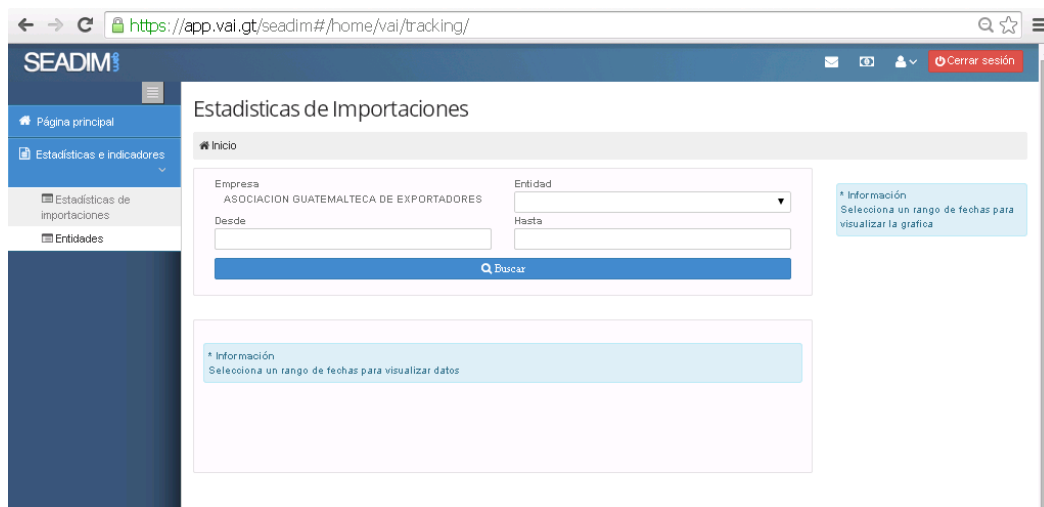 https://app.vai.gt/seadim#/home/vai/tracking/
SEADIM
Cerrar sesión
Página principal
Estadísticas e indicadores
Estadísticas de
importaciones
Entidades
Estadisticas de Importaciones
Inicio
Empresa
ASOCIACION GUATEMALTECA DE EXPORTADORES
Entidad
Desde
Hasta
Buscar
* Información
Selecciona un rango de fechas para
visualizar la grafica
* Información
Selecciona un rango de fechas para visualizar datos